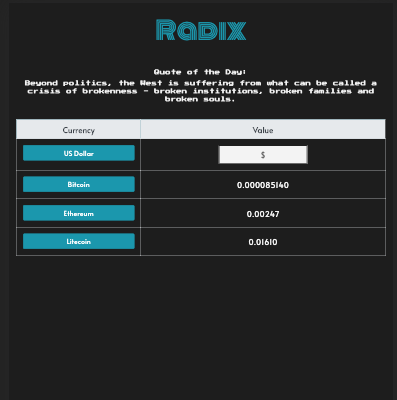 Radix
Quote of the Day:
Beyond politics, the West is suffering from what can be called a
crisis of brokenness - broken institutions, broken families and
broken souls.
Currency Value
US Dollar $
Bitcoin 0.000085140
Ethereum 0.00247
Litecoin 0.01610